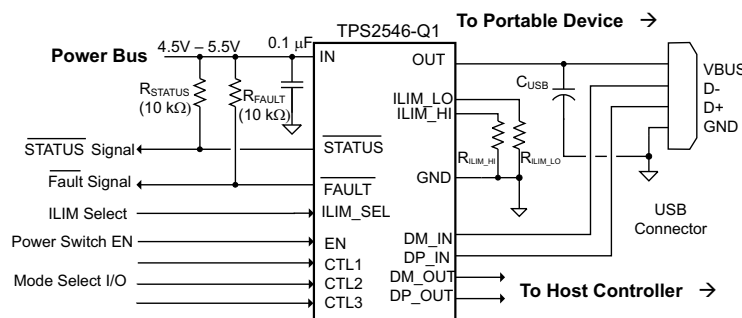 TPS2546-Q1
To Portable Device →
Power Bus
4.5V – 5.5V
0.1 µF
IN
OUT
CUSB
VBUS
D-
D+
GND
RSTATUS
(10 kΩ)
RFAULT
(10 kΩ)
ILIM_LO
ILIM_HI
RILIM_HI
RILIM_LO
STATUS Signal
STATUS
Fault Signal
FAULT
GND
ILIM Select
ILIM_SEL
USB
Connector
Power Switch EN
EN
DM_IN
DP_IN
Mode Select I/O
CTL1
CTL2
CTL3
DM_OUT
DP_OUT
To Host Controller →